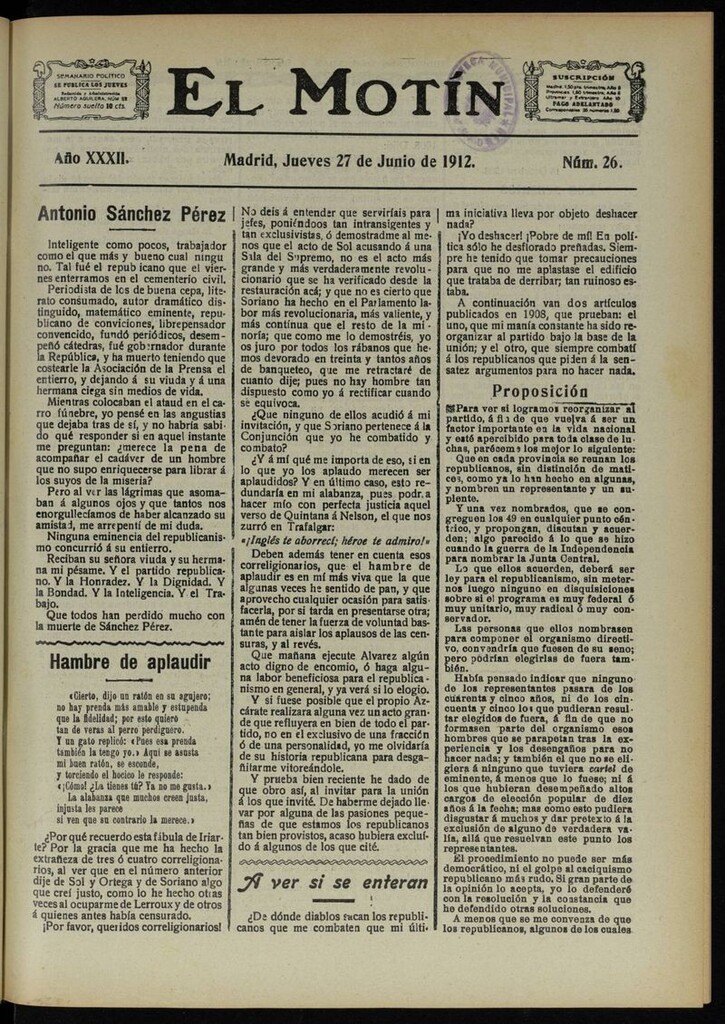 SEMANARIO POLÍTICO
SE PUBLICA LOS JUEVES
Redacción y Administración
ALBERTO AGUILERA, NÚM 52
Número suelto 10 cts.
EL MOTÍN
SUSCRIPCIÓN
PAGO ADELANTADO
Año XXXII.
Madrid, Jueves 27 de Junio de 1912.
Núm. 26.
Antonio Sánchez Pérez
Inteligente como pocos, trabajador
como el que más y bueno cual ningu
no. Tal fué el repub icano que el vier-
nes enterramos en el cementerio civil.
Periodista de los de buena cepa, lite-
rato consumado, autor dramático dis-
tinguido, matemático eminente, repu-
blicano de convicciones, librepensador
convencido, fundó periódicos, desem-
peñó cátedras, fué gobernador durante
la República, y ha muerto teniendo que
costearle la Asociación de la Prensa el
entierro, y dejando á su viuda y á una
hermana ciega sin medios de vida.
Mientras colocaban el ataud en el ca-
rro fúnebre, yo pensé en las angustias
que dejaba tras de sí, y no habría sabi-
do qué responder si en aquel instante
me preguntan: ¿merece la pena de
acompañar el cadáver de un hombre
que no supo enriquecerse para librar á
los suyos de la miseria?
Pero al ver las lágrimas que asoma-
ban á algunos ojos y que tantos nos
enorgullecíamos de haber alcanzado su
amistad, me arrepentí de mi duda.
Ninguna eminencia del republicanis-
mo concurrió á su entierro.
Reciban su señora viuda y su herma-
na mi pésame. Y el partido republica-
no. Y la Honradez. Y la Dignidad. Y
la Bondad. Y la Inteligencia. Y el Tra-
bajo.
Que todos han perdido mucho con
la muerte de Sánchez Pérez.
Hambre de aplaudir
«Cierto, dijo un ratón en su agujero;
no hay prenda más amable y estupenda
que la fidelidad; por esto quiero
tan de veras al perro perdiguero.
Y un gato replicó: «Pues esa prenda
también la tengo yo.» Aquí se asusta
mi buen ratón, se esconde,
y torciendo el hocico le responde:
«¡Cómo! ¿La tienes tú? Ya no me gusta.»
La alabanza que muchos creen justa,
injusta les parece
si ven que su contrario la merece.»
¿Por qué recuerdo esta fábula de Iriar-
te? Por la gracia que me ha hecho la
extrañeza de tres ó cuatro correligiona-
rios, al ver que en el número anterior
dije de Sol y Ortega y de Soriano algo
que creí justo, como lo he hecho otras
veces al ocuparme de Lerroux y de otros
á quienes antes había censurado.
¡Por favor, queridos correligionarios!
No deis á entender que serviríais para
jefes, poniéndoos tan intransigentes y
tan exclusivistas, ó demostradme al me-
nos que el acto de Sol acusando á una
Sala del Supremo, no es el acto más
grande y más verdaderamente revolu-
cionario que se ha verificado desde la
restauración acá; y que no es cierto que
Soriano ha hecho en el Parlamento la-
bor más revolucionaria, más valiente, y
más continua que el resto de la mi-
noría; que como me lo demostréis, yo
os juro por todos los rábanos que he-
mos devorado en treinta y tantos años
de banqueteo, que me retractaré de
cuanto dije; pues no hay hombre tan
dispuesto como yo á rectificar cuando
se equivoca.
¿Que ninguno de ellos acudió á mi
invitación, y que Soriano pertenece á la
Conjunción que yo he combatido y
combato?
¿Y á mí qué me importa de eso, si en
lo que yo los aplaudo merecen ser
aplaudidos? Y en último caso, esto re-
dundaría en mi alabanza, pues podr.a
hacer mío con perfecta justicia aquel
verso de Quintana á Nelson, el que nos
zurró en Trafalgar:
«¡Inglés te aborrecí; héroe te admiro!»
Deben además tener en cuenta esos
correligionarios, que el hambre de
aplaudir es en mí más viva que la que
algunas veces he sentido de pan, y que
aprovecho cualquier ocasión para satis-
facerla, por si tarda en presentarse otra;
amén de tener la fuerza de voluntad bas-
tante para aislar los aplausos de las cen-
suras, y al revés.
Que mañana ejecute Alvarez algún
acto digno de encomio, ó haga algu-
na labor beneficiosa para el republica-
nismo en general, y ya verá si lo elogio.
Y si fuese posible que el propio Az-
cárate realizara alguna vez un acto gran-
de que refluyera en bien de todo el par-
tido, no en el exclusivo de una fracción
ó de una personalidad, yo me olvidaría
de su historia republicana para desga-
ñitarme vitoreándole.
Y prueba bien reciente he dado de
que obro así, al invitar para la unión
á los que invité. De haberme dejado lle-
var por alguna de las pasiones peque-
ñas de que estamos los republicanos
tan bien provistos, acaso hubiera excluí-
do á algunos de los que cité.
A ver si se enteran
¿De dónde diablos sacan los republi-
canos que me combaten que mi últi-
ma iniciativa lleva por objeto deshacer
nada?
¡Yo deshacer! ¡Pobre de mí! En polí-
tica sólo he desflorado preñadas. Siem-
pre he tenido que tomar precauciones
para que no me aplastase el edificio
que trataba de derribar; tan ruinoso es-
taba.
A continuación van dos artículos
publicados en 1908, que prueban: el
uno, que mi manía constante ha sido re-
organizar al partido bajo la base de la
unión; y el otro, que siempre combatí
á los republicanos que piden á la sen-
satez argumentos para no hacer nada.
Proposición
Para ver si logramos reorganizar al
partido, á fin de que vuelva á ser un
factor importante en la vida nacional
y esté apercibido para toda clase de lu-
chas, parécenos lo mejor lo siguiente:
Que en cada provincia se reunan los
republicanos, sin distinción de mati-
ces, como ya lo han hecho en algunas,
y nombren un representante y un su-
plente.
Y una vez nombrados, que se con-
greguen los 49 en cualquier punto cén-
trico, y propongan, discutan y acuer-
den; algo parecido á lo que se hizo
cuando la guerra de la Independencia
para nombrar la Junta Central.
Lo que ellos acuerden, deberá ser
ley para el republicanismo, sin meter-
nos luego ninguno en disquisiciones
sobre si el programa es muy federal ó
muy unitario, muy radical ó muy con-
servador.
Las personas que ellos nombrasen
para componer el organismo directi-
vo, convendría que fuesen de su seno;
pero podrían elegirlas de fuera tam-
bién.
Había pensado indicar que ninguno
de los representantes pasara de los
cuarenta y cinco años, ni de los cin-
cuenta y cinco los que pudieran resul-
tar elegidos de fuera, á fin de que no
formasen parte del organismo esos
hombres que se parapetan tras la ex-
periencia y los desengaños para no
hacer nada; y también el que no se eli-
giera á ninguno que tuviera cartel de
eminente, á menos que lo fuese; ni á
los que hubieran desempeñado altos
cargos de elección popular de diez
años á la fecha; mas como esto pudiera
disgustar á muchos y dar pretexto á la
exclusión de alguno de verdadera va-
lía, allá que resuelvan este punto los
representantes.
El procedimiento no puede ser más
democrático, ni el golpe al caciquismo
republicano más rudo. Si gran parte de
la opinión lo acepta, yo lo defenderé
con la resolución y la constancia que
he defendido otras soluciones.
A menos que se me convenza de que
los republicanos, algunos de los cuales